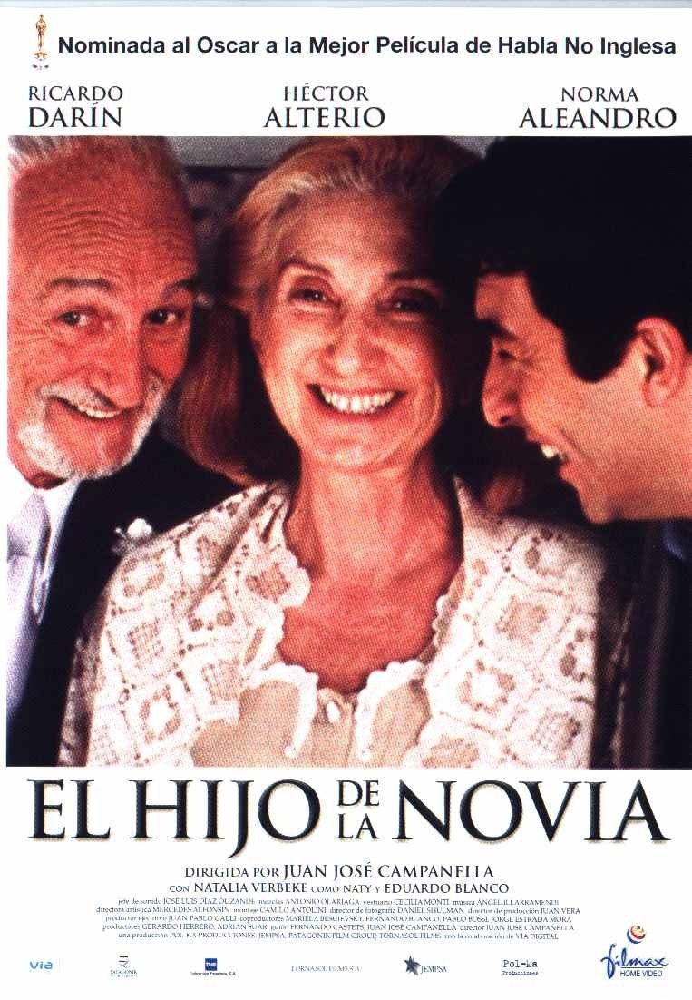 Nominada al Oscar a la Mejor Película de Habla No Inglesa
RICARDO DARÍN
HÉCTOR ALTERIO
NORMA ALEANDRO
EL HIJO DE LA NOVIA
DIRIGIDA POR JUAN JOSÉ CAMPANELLA
CON NATALIA VERBEKE COMO NATY Y EDUARDO BLANCO
jefe de sonido JOSÉ LUIS DÍAZ OUZANDE mezclas ANTONIO OLARIAGA vestuario CECILIA MONTI música ÁNGEL ILLARRAMENDI
directora artística MERCEDES ALFONSÍN montaje CAMILO ANTOLINI director de fotografía DANIEL SHULMAN director de producción JUAN VERA
productor ejecutivo JUAN PABLO GALLI coproductores MARIELA BESUIEVSKY, FERNANDO BLANCO, PABLO BOSSI, JORGE ESTRADA MORA
productores GERARDO HERRERO, ADRIÁN SUAR guión FERNANDO CASTETS, JUAN JOSÉ CAMPANELLA director JUAN JOSÉ CAMPANELLA
una producción POL-KA PRODUCCIONES, JEMPSA, PATAGONIK FILM GROUP, TORNASOL FILMS con la colaboración de VIA DIGITAL
via
PATAGONIK
tve
Televisión Española, S.A.
TORNASOL FILMS S.A.
JEMPSA
Pol-ka
Producciones
filmax
HOME VIDEO